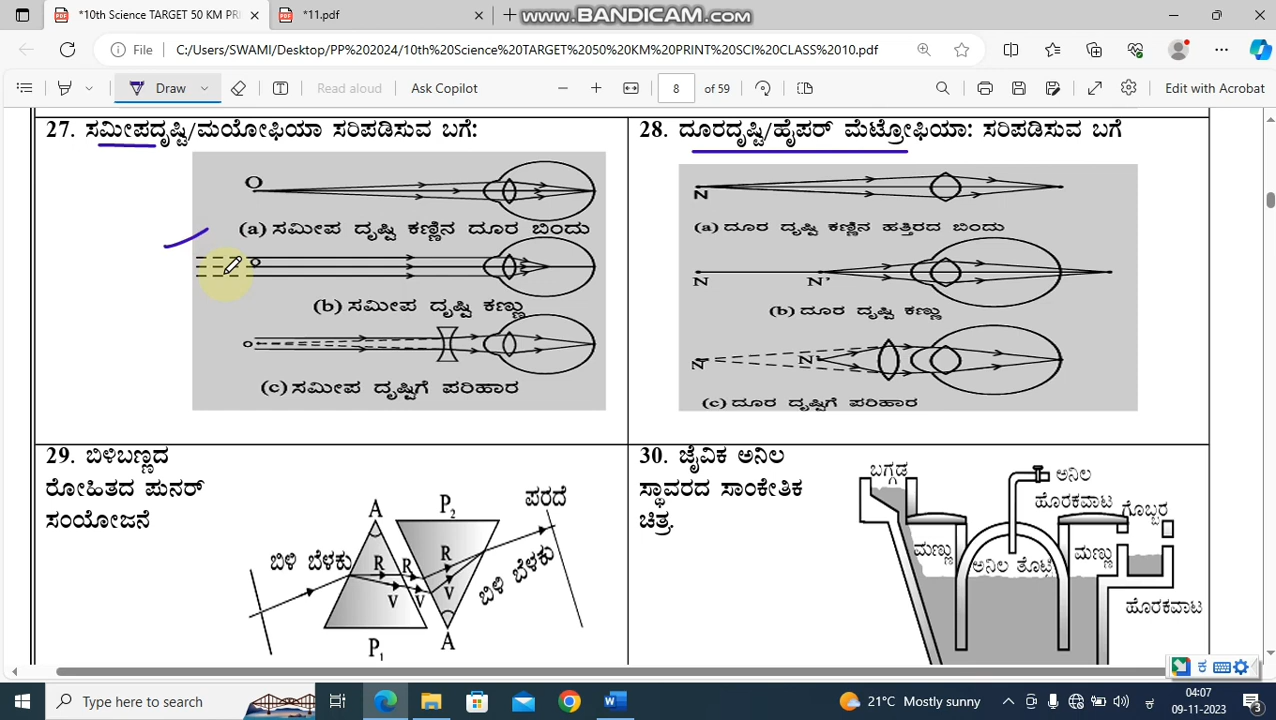 *10th Science TARGET 50 KM PRI
*11.pdf
www.BANDICAM.com
File
C:/Users/SWAMI/Desktop/PP%202024/10th%20Science%20TARGET%2050%20KM%20PRINT%20SCI%20CLASS%2010.pdf
Draw
Read aloud
Ask Copilot
8
of 59
Edit with Acrobat
27. ಸಮೀಪದೃಷ್ಟಿ/ಮಯೋಫಿಯಾ ಸರಿಪಡಿಸುವ ಬಗೆ:
O
(a) ಸಮೀಪ ದೃಷ್ಟಿ ಕಣ್ಣಿನ ದೂರ ಬಿಂದು
O
(b) ಸಮೀಪ ದೃಷ್ಟಿ ಕಣ್ಣು
O
(c) ಸಮೀಪ ದೃಷ್ಟಿಗೆ ಪರಿಹಾರ
28. ದೂರದೃಷ್ಟಿ/ಹೈಪರ್ ಮೆಟ್ರೋಫಿಯಾ: ಸರಿಪಡಿಸುವ ಬಗೆ
N
(a) ದೂರ ದೃಷ್ಟಿ ಕಣ್ಣಿನ ಹತ್ತಿರದ ಬಿಂದು
N N'
(b) ದೂರ ದೃಷ್ಟಿ ಕಣ್ಣು
N N'
(c) ದೂರ ದೃಷ್ಟಿಗೆ ಪರಿಹಾರ
29. ಬಿಳಿಬಣ್ಣದ
ರೋಹಿತದ ಪುನರ್
ಸಂಯೋಜನೆ
A
P2
ಪರದೆ
ಬಿಳಿ ಬೆಳಕು
R R R
V V V
ಬಿಳಿ ಬೆಳಕು
P1
A
30. ಜೈವಿಕ ಅನಿಲ
ಸ್ಥಾವರದ ಸಾಂಕೇತಿಕ
ಚಿತ್ರ.
ಬಗ್ಗಡ
ಅನಿಲ
ಹೊರಕವಾಟ
ಗೊಬ್ಬರ
ಮಣ್ಣು
ಅನಿಲ ತೊಟ್ಟಿ
ಮಣ್ಣು
ಹೊರಕವಾಟ
ಕ
Type here to search
21°C Mostly sunny
04:07
09-11-2023
3